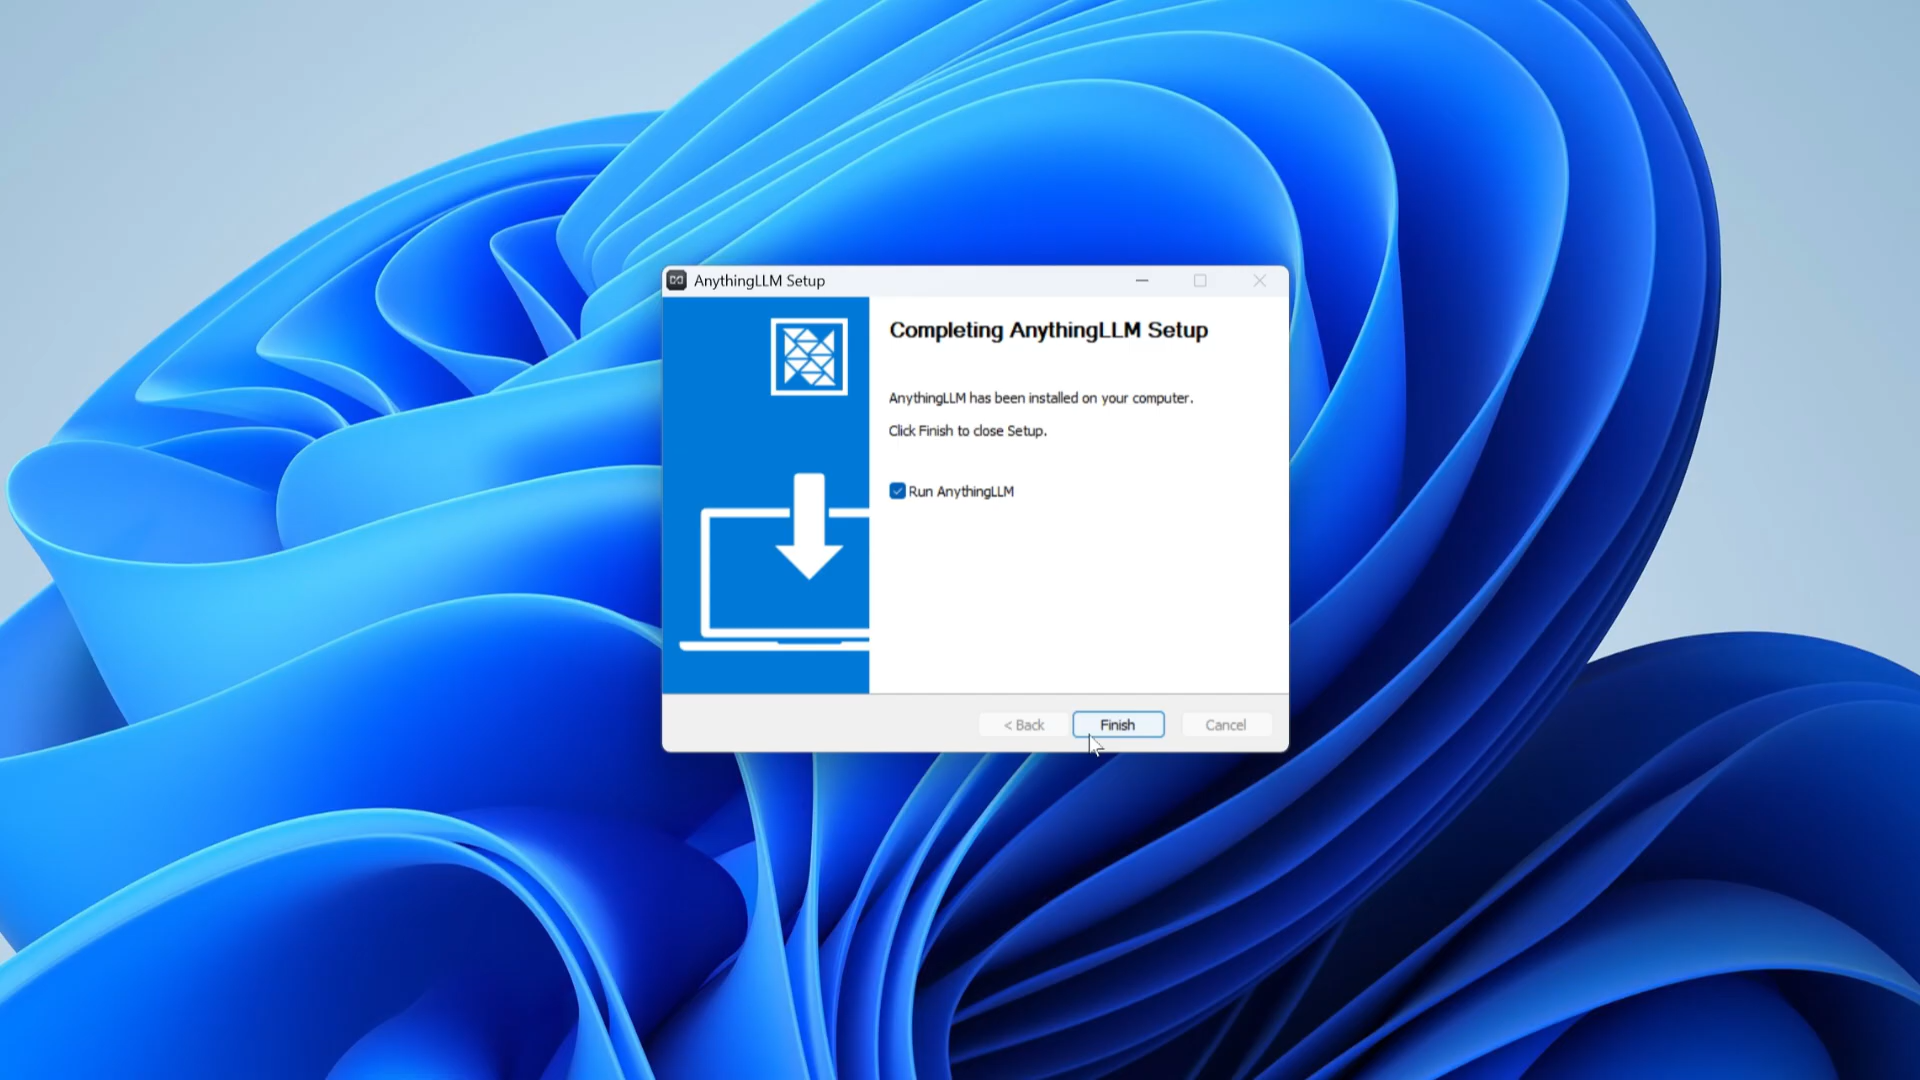 AnythingLLM Setup
Completing AnythingLLM Setup
AnythingLLM has been installed on your computer.
Click Finish to close Setup.
Run AnythingLLM
< Back
Finish
Cancel